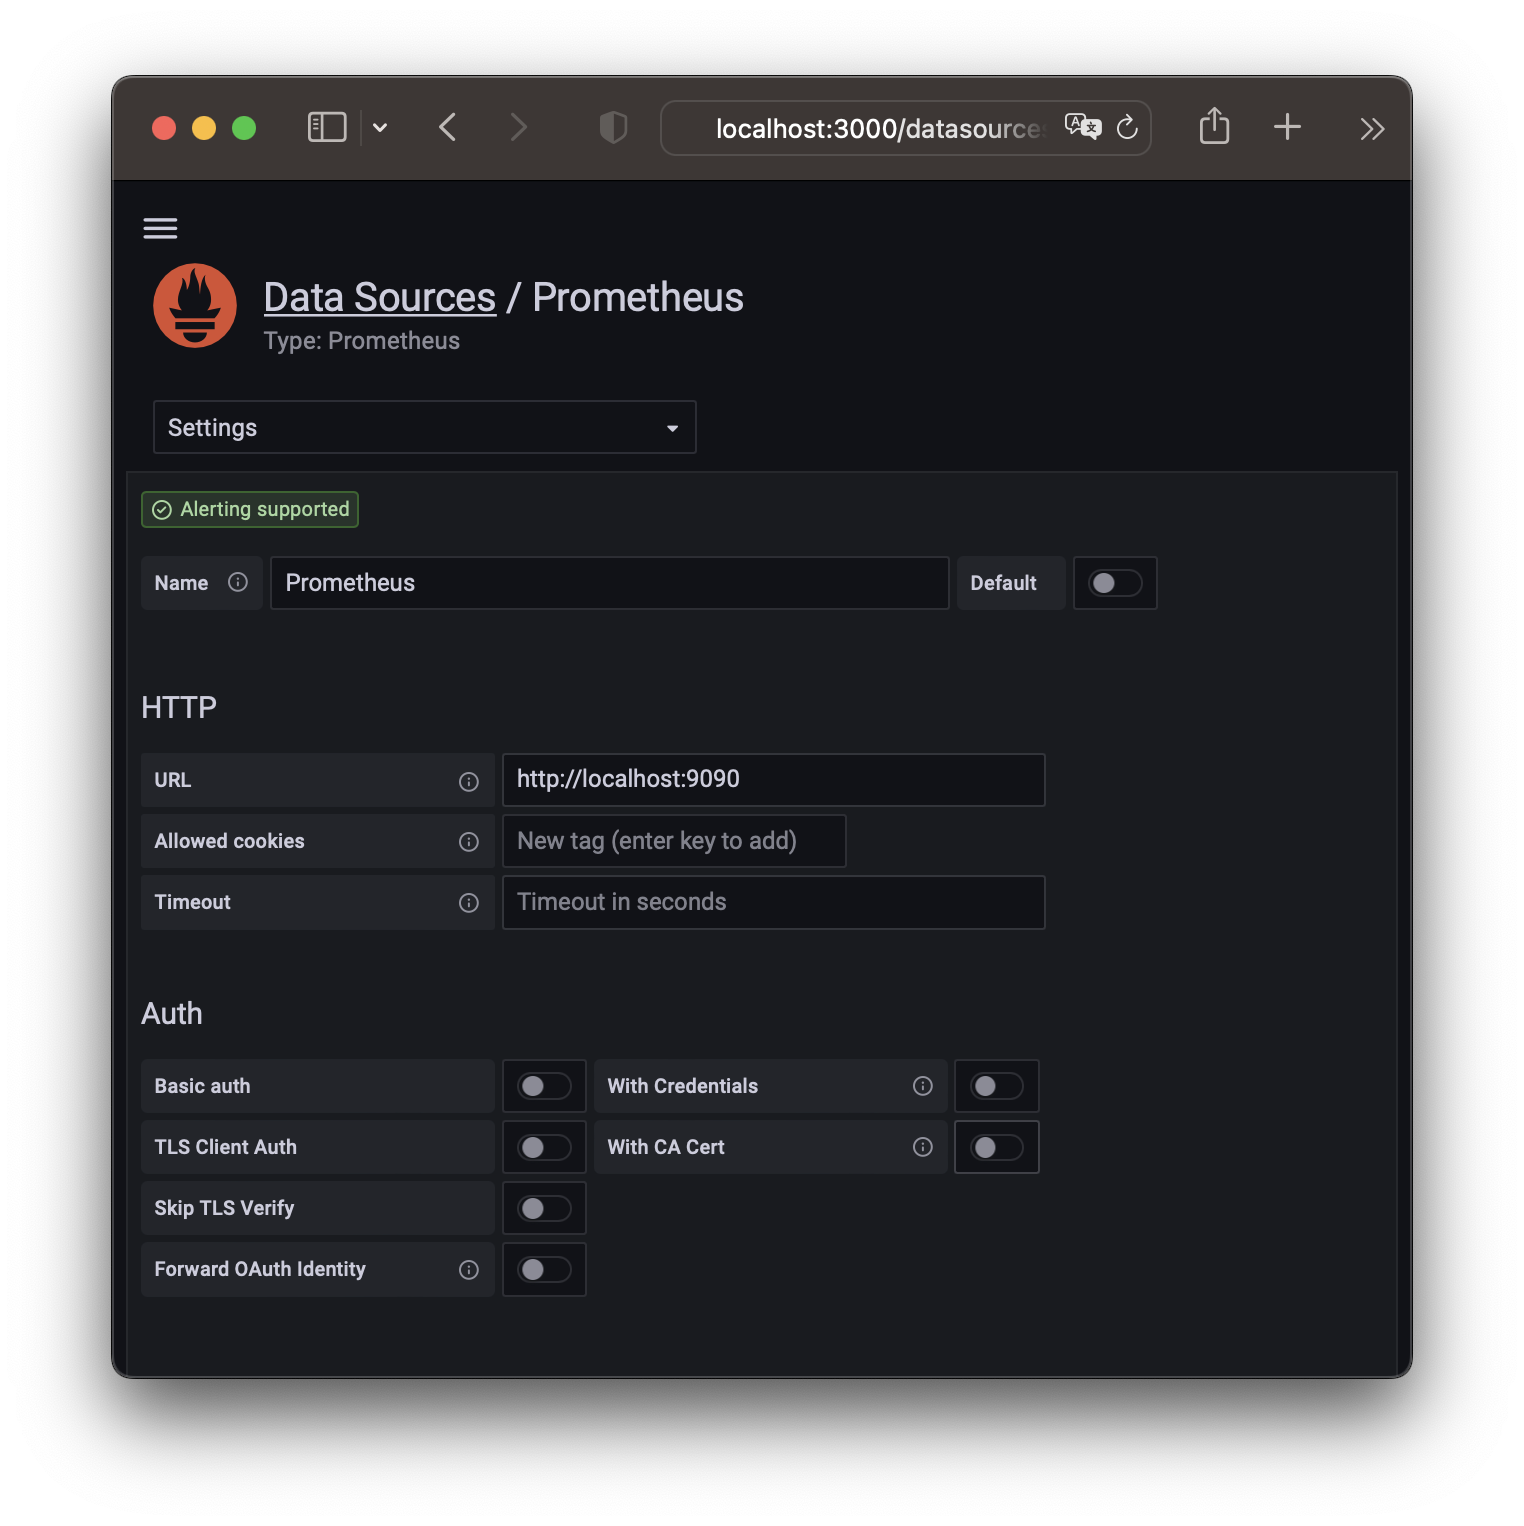 localhost:3000/datasources
Data Sources / Prometheus
Type: Prometheus
Settings
Alerting supported
Name
Prometheus
Default
HTTP
URL
http://localhost:9090
Allowed cookies
New tag (enter key to add)
Timeout
Timeout in seconds
Auth
Basic auth
With Credentials
TLS Client Auth
With CA Cert
Skip TLS Verify
Forward OAuth Identity